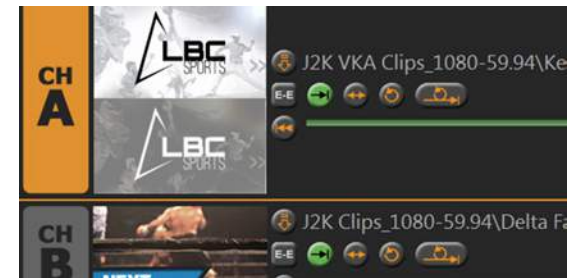 CH
A
LBC
SPORTS
LBC
SPORTS
J2K VKA Clips_1080-59.94\Ke
E-E
CH
B
NEXT
J2K Clips_1080-59.94\Delta Fa
E-E